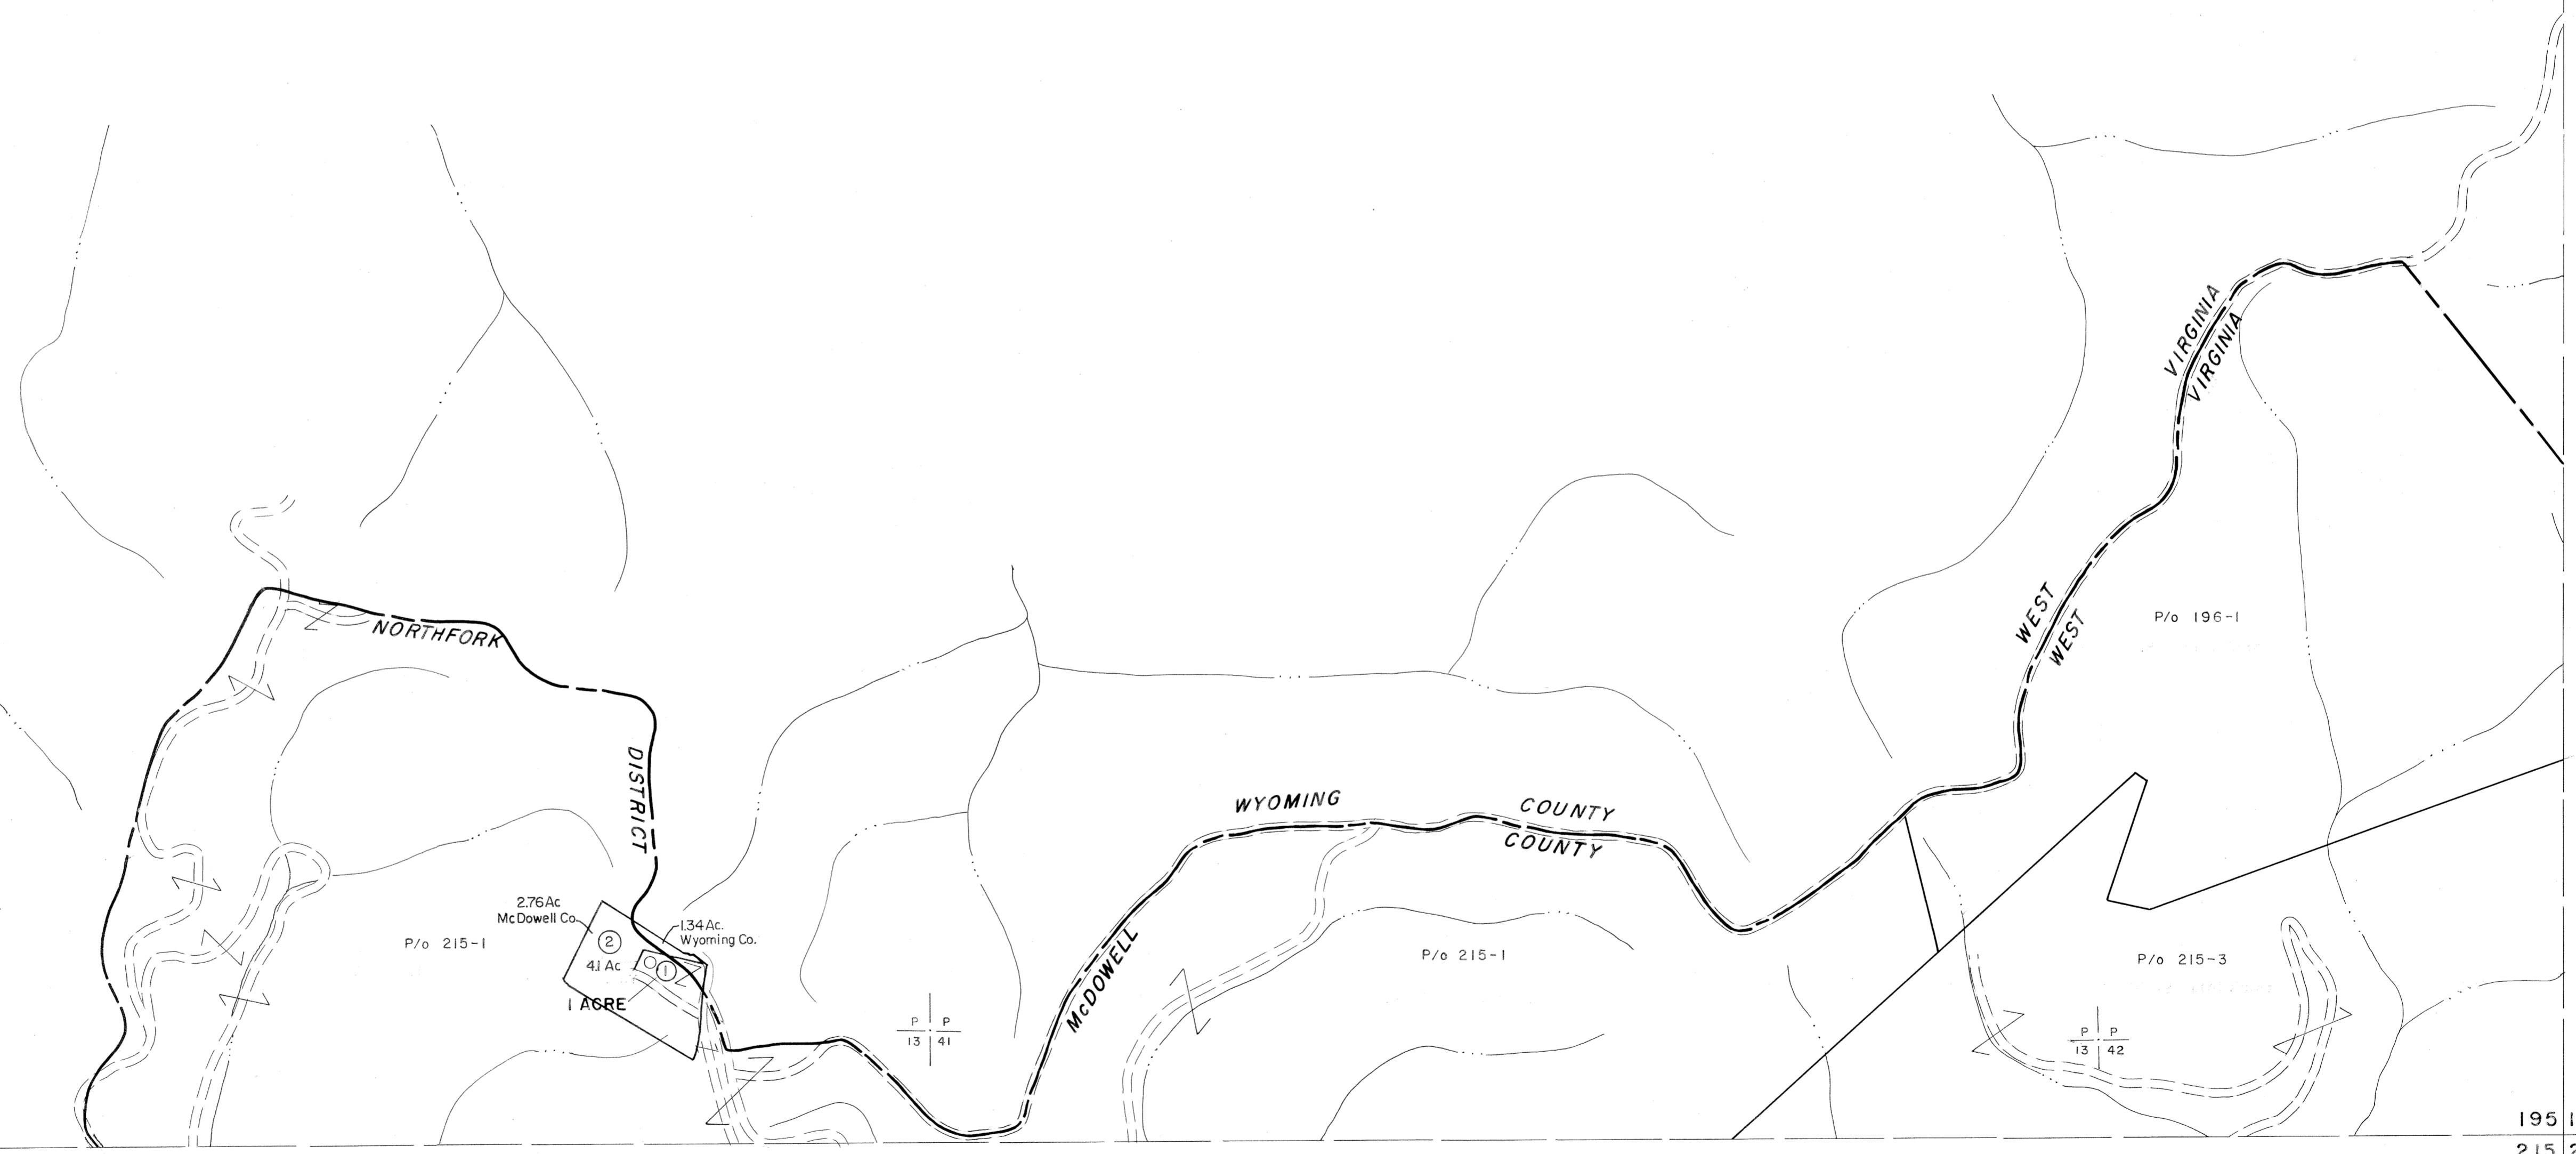 VIRGINIA
VIRGINIA
WEST
WEST
P/o 196-1
NORTHFORK
DISTRICT
WYOMING COUNTY
McDOWELL COUNTY
2.76 Ac
McDowell Co.
1.34 Ac.
Wyoming Co.
2
4.1 Ac
1
1 ACRE
P/o 215-1
P/o 215-1
P/o 215-3
P P
13 41
P P
13 42
195 1
215 2